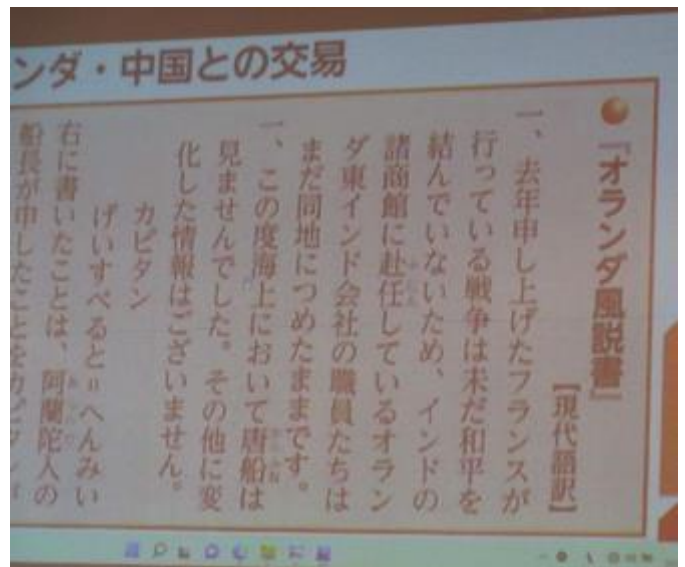 ンダ・中国との交易
『オランダ風説書』
【現代語訳】
一、去年申し上げたフランスが
行っている戦争は未だ和平を
結んでいないため、インドの
諸商館に赴任しているオラン
ダ東インド会社の職員たちは
まだ同地につめたままです。
一、この度海上において唐船は
見ませんでした。その他に変
化した情報はございません。
カピタン
げいすべると＝へんみい
右に書いたことは、阿蘭陀人の
船長が申したことをカピタンが